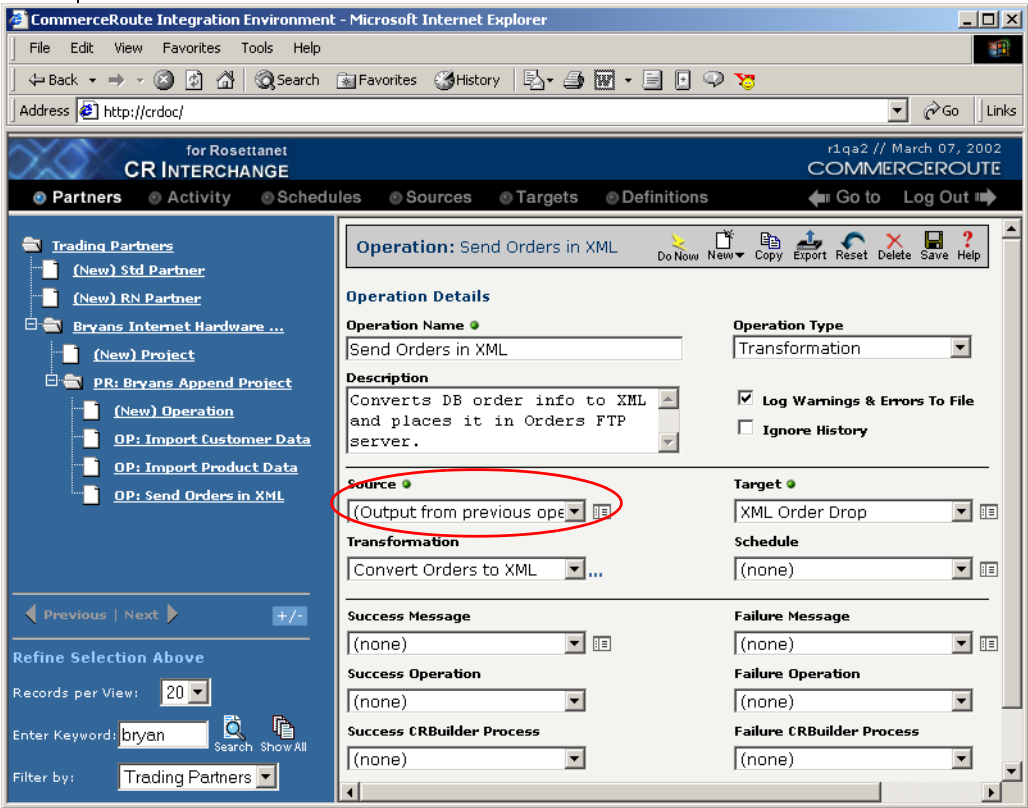 CommerceRoute Integration Environment - Microsoft Internet Explorer
File Edit View Favorites Tools Help
Back Search Favorites History
Address http://crdoc/ Go Links
for Rosettanet
CR INTERCHANGE
r1qa2 // March 07, 2002
COMMERCEROUTE
Partners Activity Schedules Sources Targets Definitions Go to Log Out
Trading Partners
(New) Std Partner
(New) RN Partner
Bryans Internet Hardware ...
(New) Project
PR: Bryans Append Project
(New) Operation
OP: Import Customer Data
OP: Import Product Data
OP: Send Orders in XML
Previous | Next +/-
Refine Selection Above
Records per View: 20
Enter Keyword: bryan Search Show All
Filter by: Trading Partners
Operation: Send Orders in XML
Do Now New Copy Export Reset Delete Save Help
Operation Details
Operation Name Operation Type
Send Orders in XML Transformation
Description
Converts DB order info to XML
and places it in Orders FTP
server.
Log Warnings & Errors To File
Ignore History
Source Target
(Output from previous ope XML Order Drop
Transformation Schedule
Convert Orders to XML ... (none)
Success Message Failure Message
(none) (none)
Success Operation Failure Operation
(none) (none)
Success CRBuilder Process Failure CRBuilder Process
(none) (none)